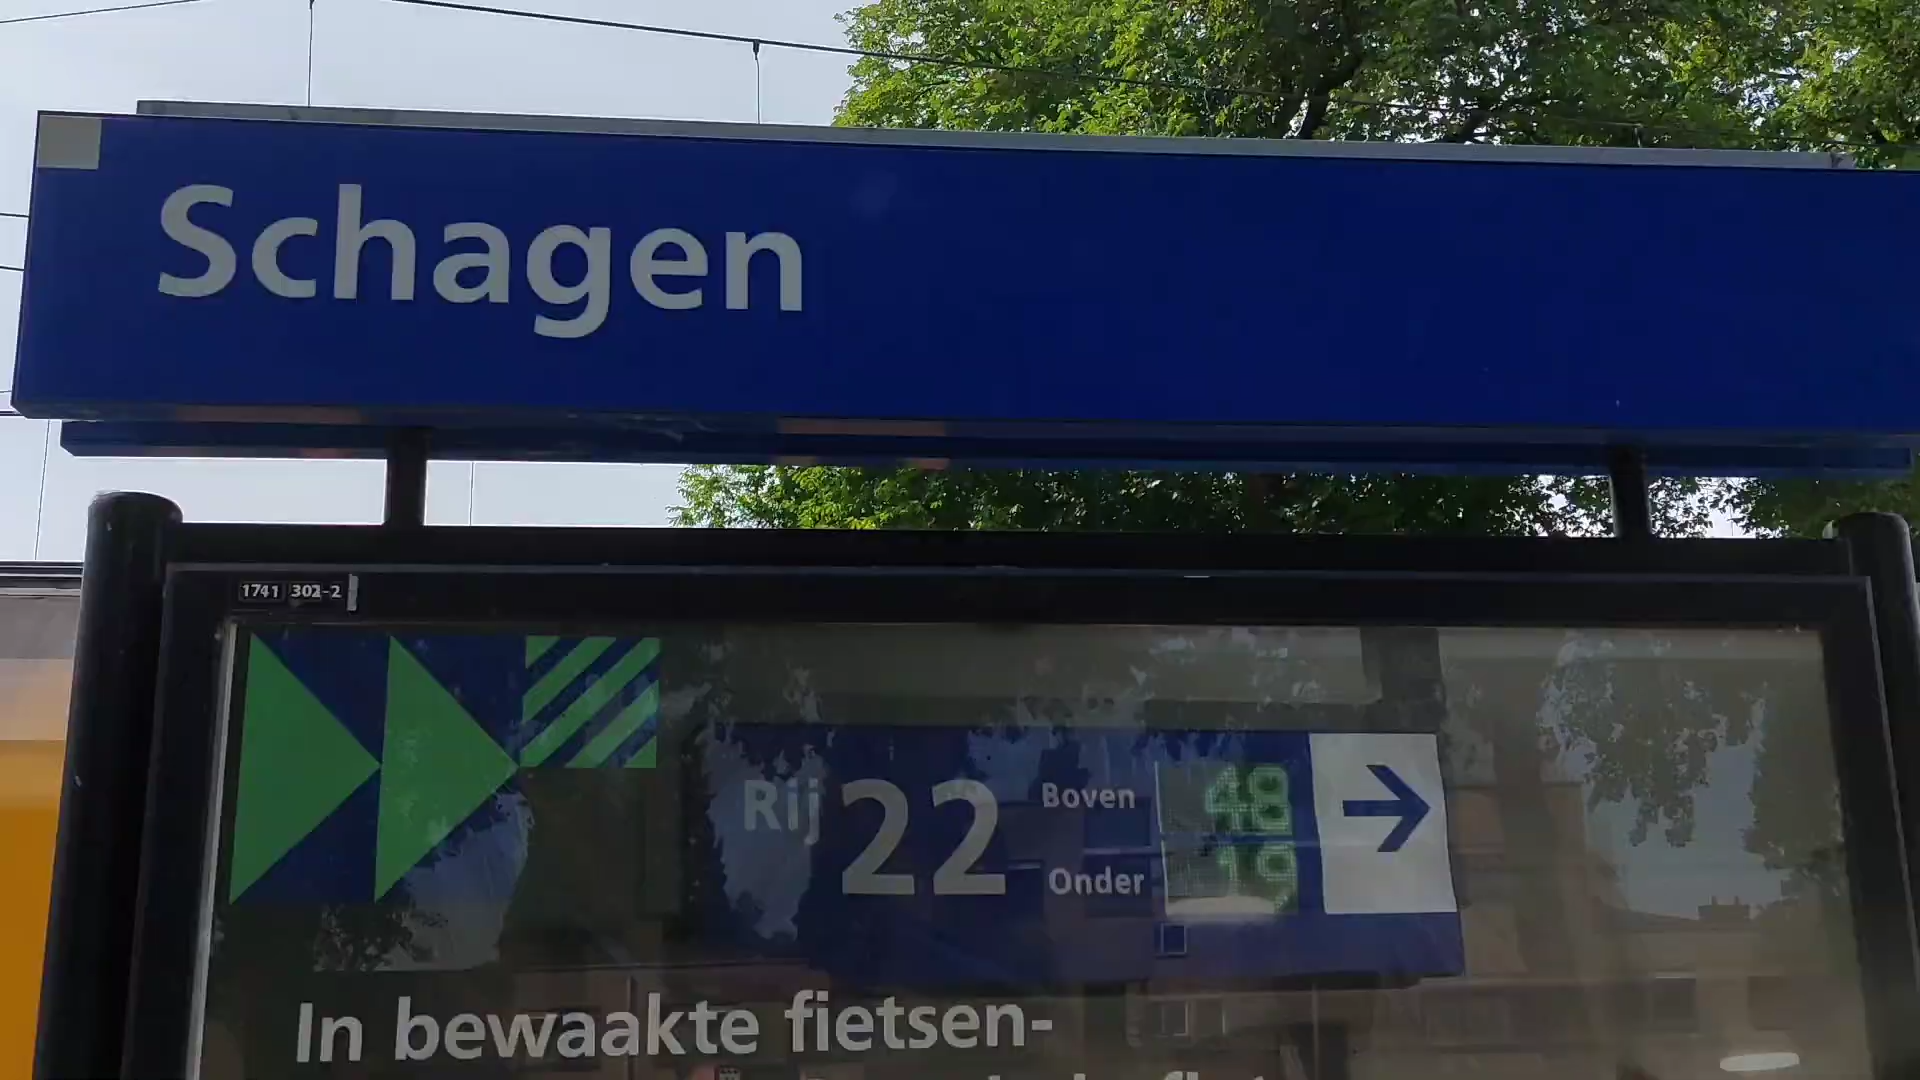 Schagen
1741 302-2
Rij 22
Boven 48
Onder 19
In bewaakte fietsen-